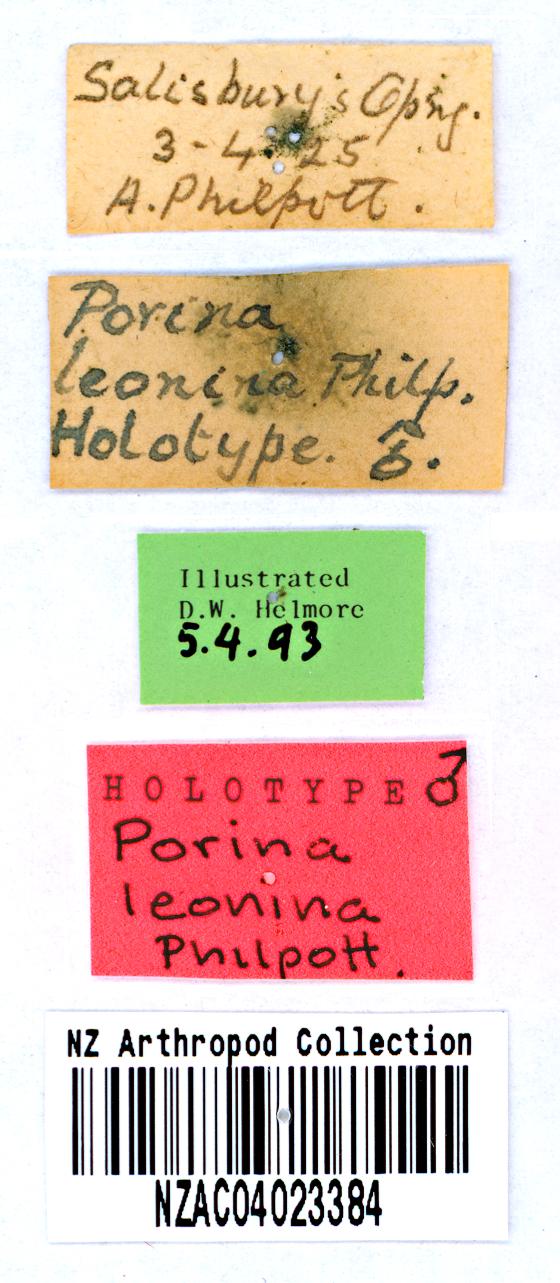 Salisbury's Opng.
3-4-25
A. Philpott.
Porina
leonina Philp.
Holotype. ♂.
Illustrated
D.W. Helmore
5.4.93
HOLOTYPE ♂
Porina
leonina
Philpott.
NZ Arthropod Collection
NZAC04023384